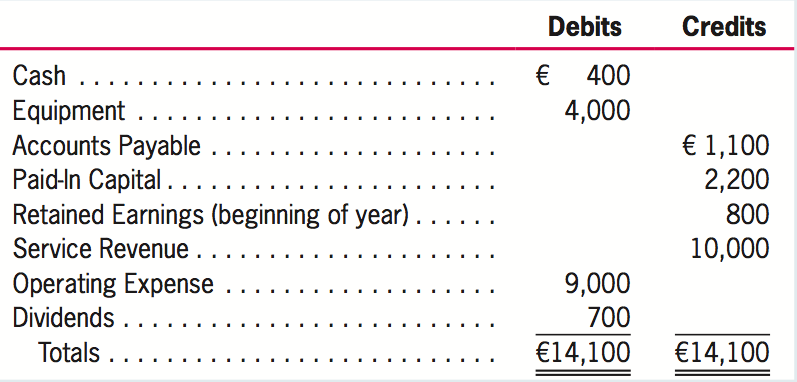 Debits Credits
Cash . . . . . . . . . . . . . . . . . . . . . . . . . . . . . € 400
Equipment . . . . . . . . . . . . . . . . . . . . . . . . . 4,000
Accounts Payable . . . . . . . . . . . . . . . . . . . . € 1,100
Paid-In Capital . . . . . . . . . . . . . . . . . . . . . . . 2,200
Retained Earnings (beginning of year) . . . . . . 800
Service Revenue . . . . . . . . . . . . . . . . . . . . . 10,000
Operating Expense . . . . . . . . . . . . . . . . . . . 9,000
Dividends . . . . . . . . . . . . . . . . . . . . . . . . . . 700
Totals . . . . . . . . . . . . . . . . . . . . . . . . . . . €14,100 €14,100